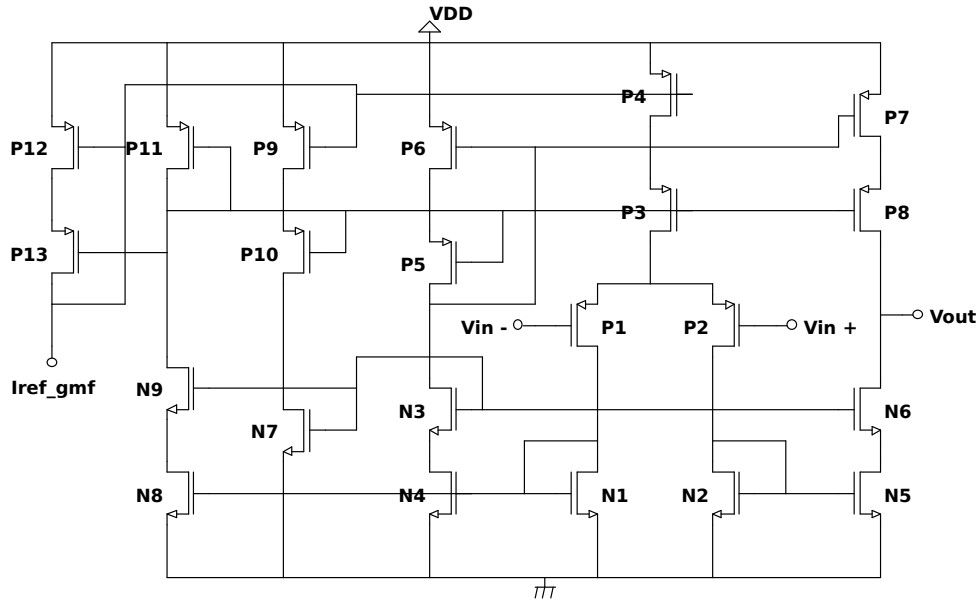 VDD
P4
P7
P12
P11
P9
P6
P3
P8
P13
P10
P5
Vin -
P1
P2
Vin +
Vout
Iref_gmf
N9
N7
N3
N6
N8
N4
N1
N2
N5